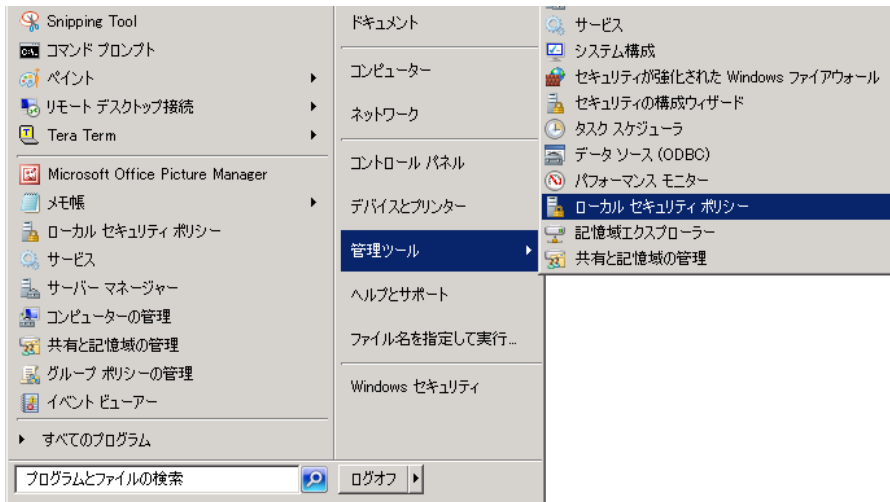 Snipping Tool
コマンド プロンプト
ペイント
リモート デスクトップ接続
Tera Term
Microsoft Office Picture Manager
メモ帳
ローカル セキュリティ ポリシー
サービス
サーバー マネージャー
コンピューターの管理
共有と記憶域の管理
グループ ポリシーの管理
イベント ビューアー
すべてのプログラム
プログラムとファイルの検索
ドキュメント
コンピューター
ネットワーク
コントロール パネル
デバイスとプリンター
管理ツール
ヘルプとサポート
ファイル名を指定して実行...
Windows セキュリティ
ログオフ
サービス
システム構成
セキュリティが強化された Windows ファイアウォール
セキュリティの構成ウィザード
タスク スケジューラ
データ ソース (ODBC)
パフォーマンス モニター
ローカル セキュリティ ポリシー
記憶域エクスプローラー
共有と記憶域の管理